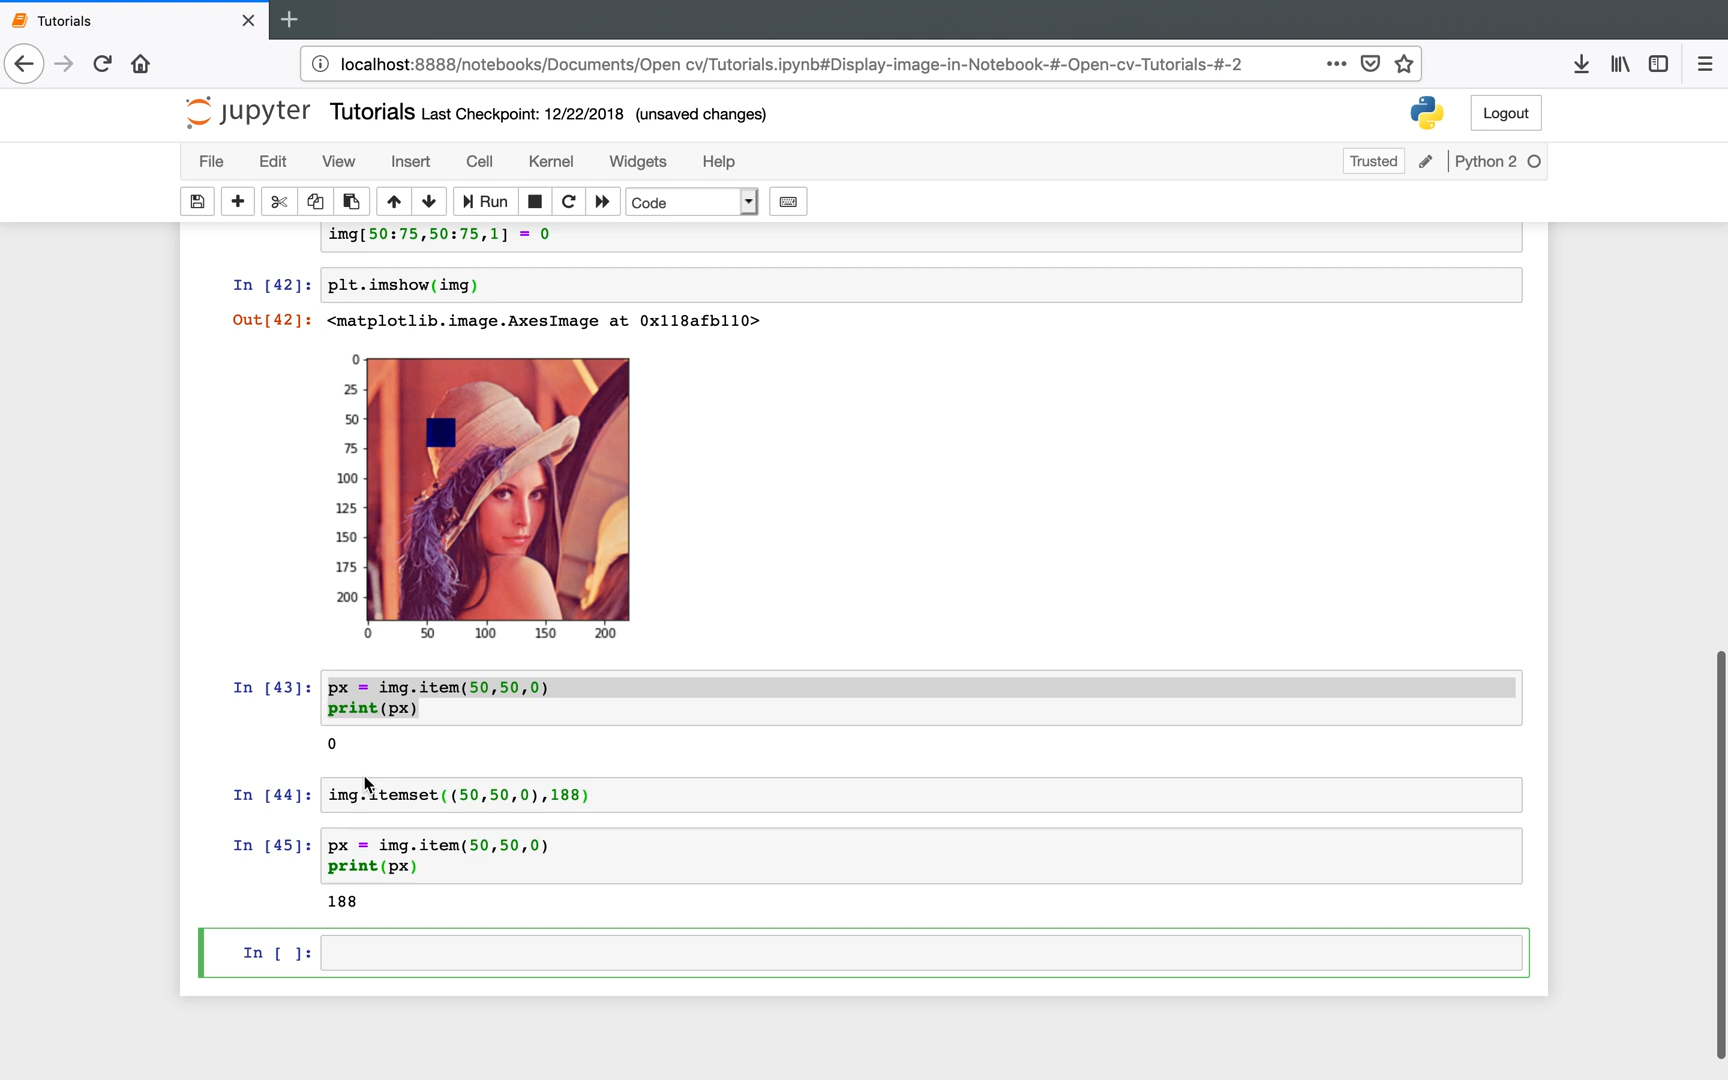 Tutorials
localhost:8888/notebooks/Documents/Open cv/Tutorials.ipynb#Display-image-in-Notebook-#-Open-cv-Tutorials-#-2
jupyter Tutorials Last Checkpoint: 12/22/2018 (unsaved changes) Logout
File Edit View Insert Cell Kernel Widgets Help Trusted Python 2
Run Code
img[50:75,50:75,1] = 0
In [42]: plt.imshow(img)
Out[42]: <matplotlib.image.AxesImage at 0x118afb110>
0
25
50
75
100
125
150
175
200
0 50 100 150 200
In [43]: px = img.item(50,50,0)
print(px)
0
In [44]: img.itemset((50,50,0),188)
In [45]: px = img.item(50,50,0)
print(px)
188
In [ ]: